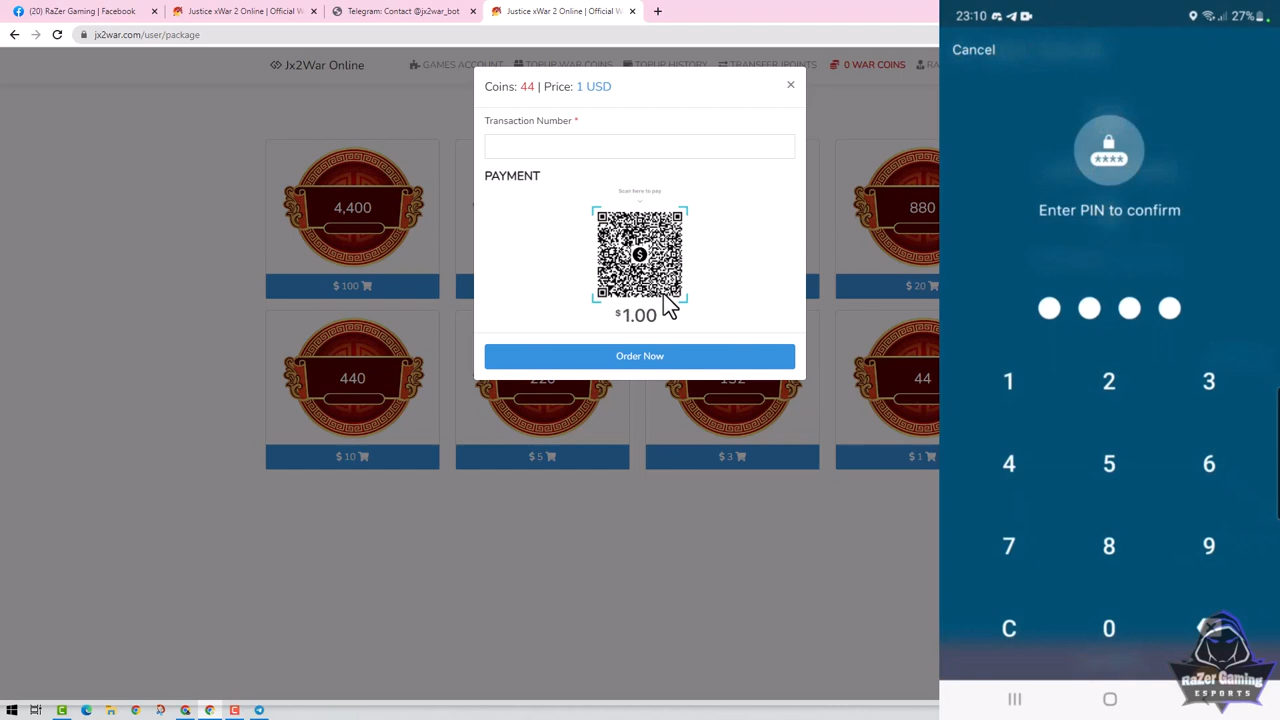 (20) RaZer Gaming | Facebook
Justice xWar 2 Online | Official W
Telegram: Contact @jx2war_bot
Justice xWar 2 Online | Official W
jx2war.com/user/package
Jx2War Online
GAMES ACCOUNT
TOPUP WAR COINS
TOPUP HISTORY
TRANSFER IPOINTS
0 WAR COINS
RA
Coins: 44 | Price: 1 USD
×
Transaction Number *
PAYMENT
Scan here to pay
$
$1.00
Order Now
4,400
880
$ 100
$ 20
440
220
132
44
$ 10
$ 5
$ 3
$ 1
23:10
27%
Cancel
****
Enter PIN to confirm
1 2 3
4 5 6
7 8 9
C 0
RaZer Gaming
ESPORTS